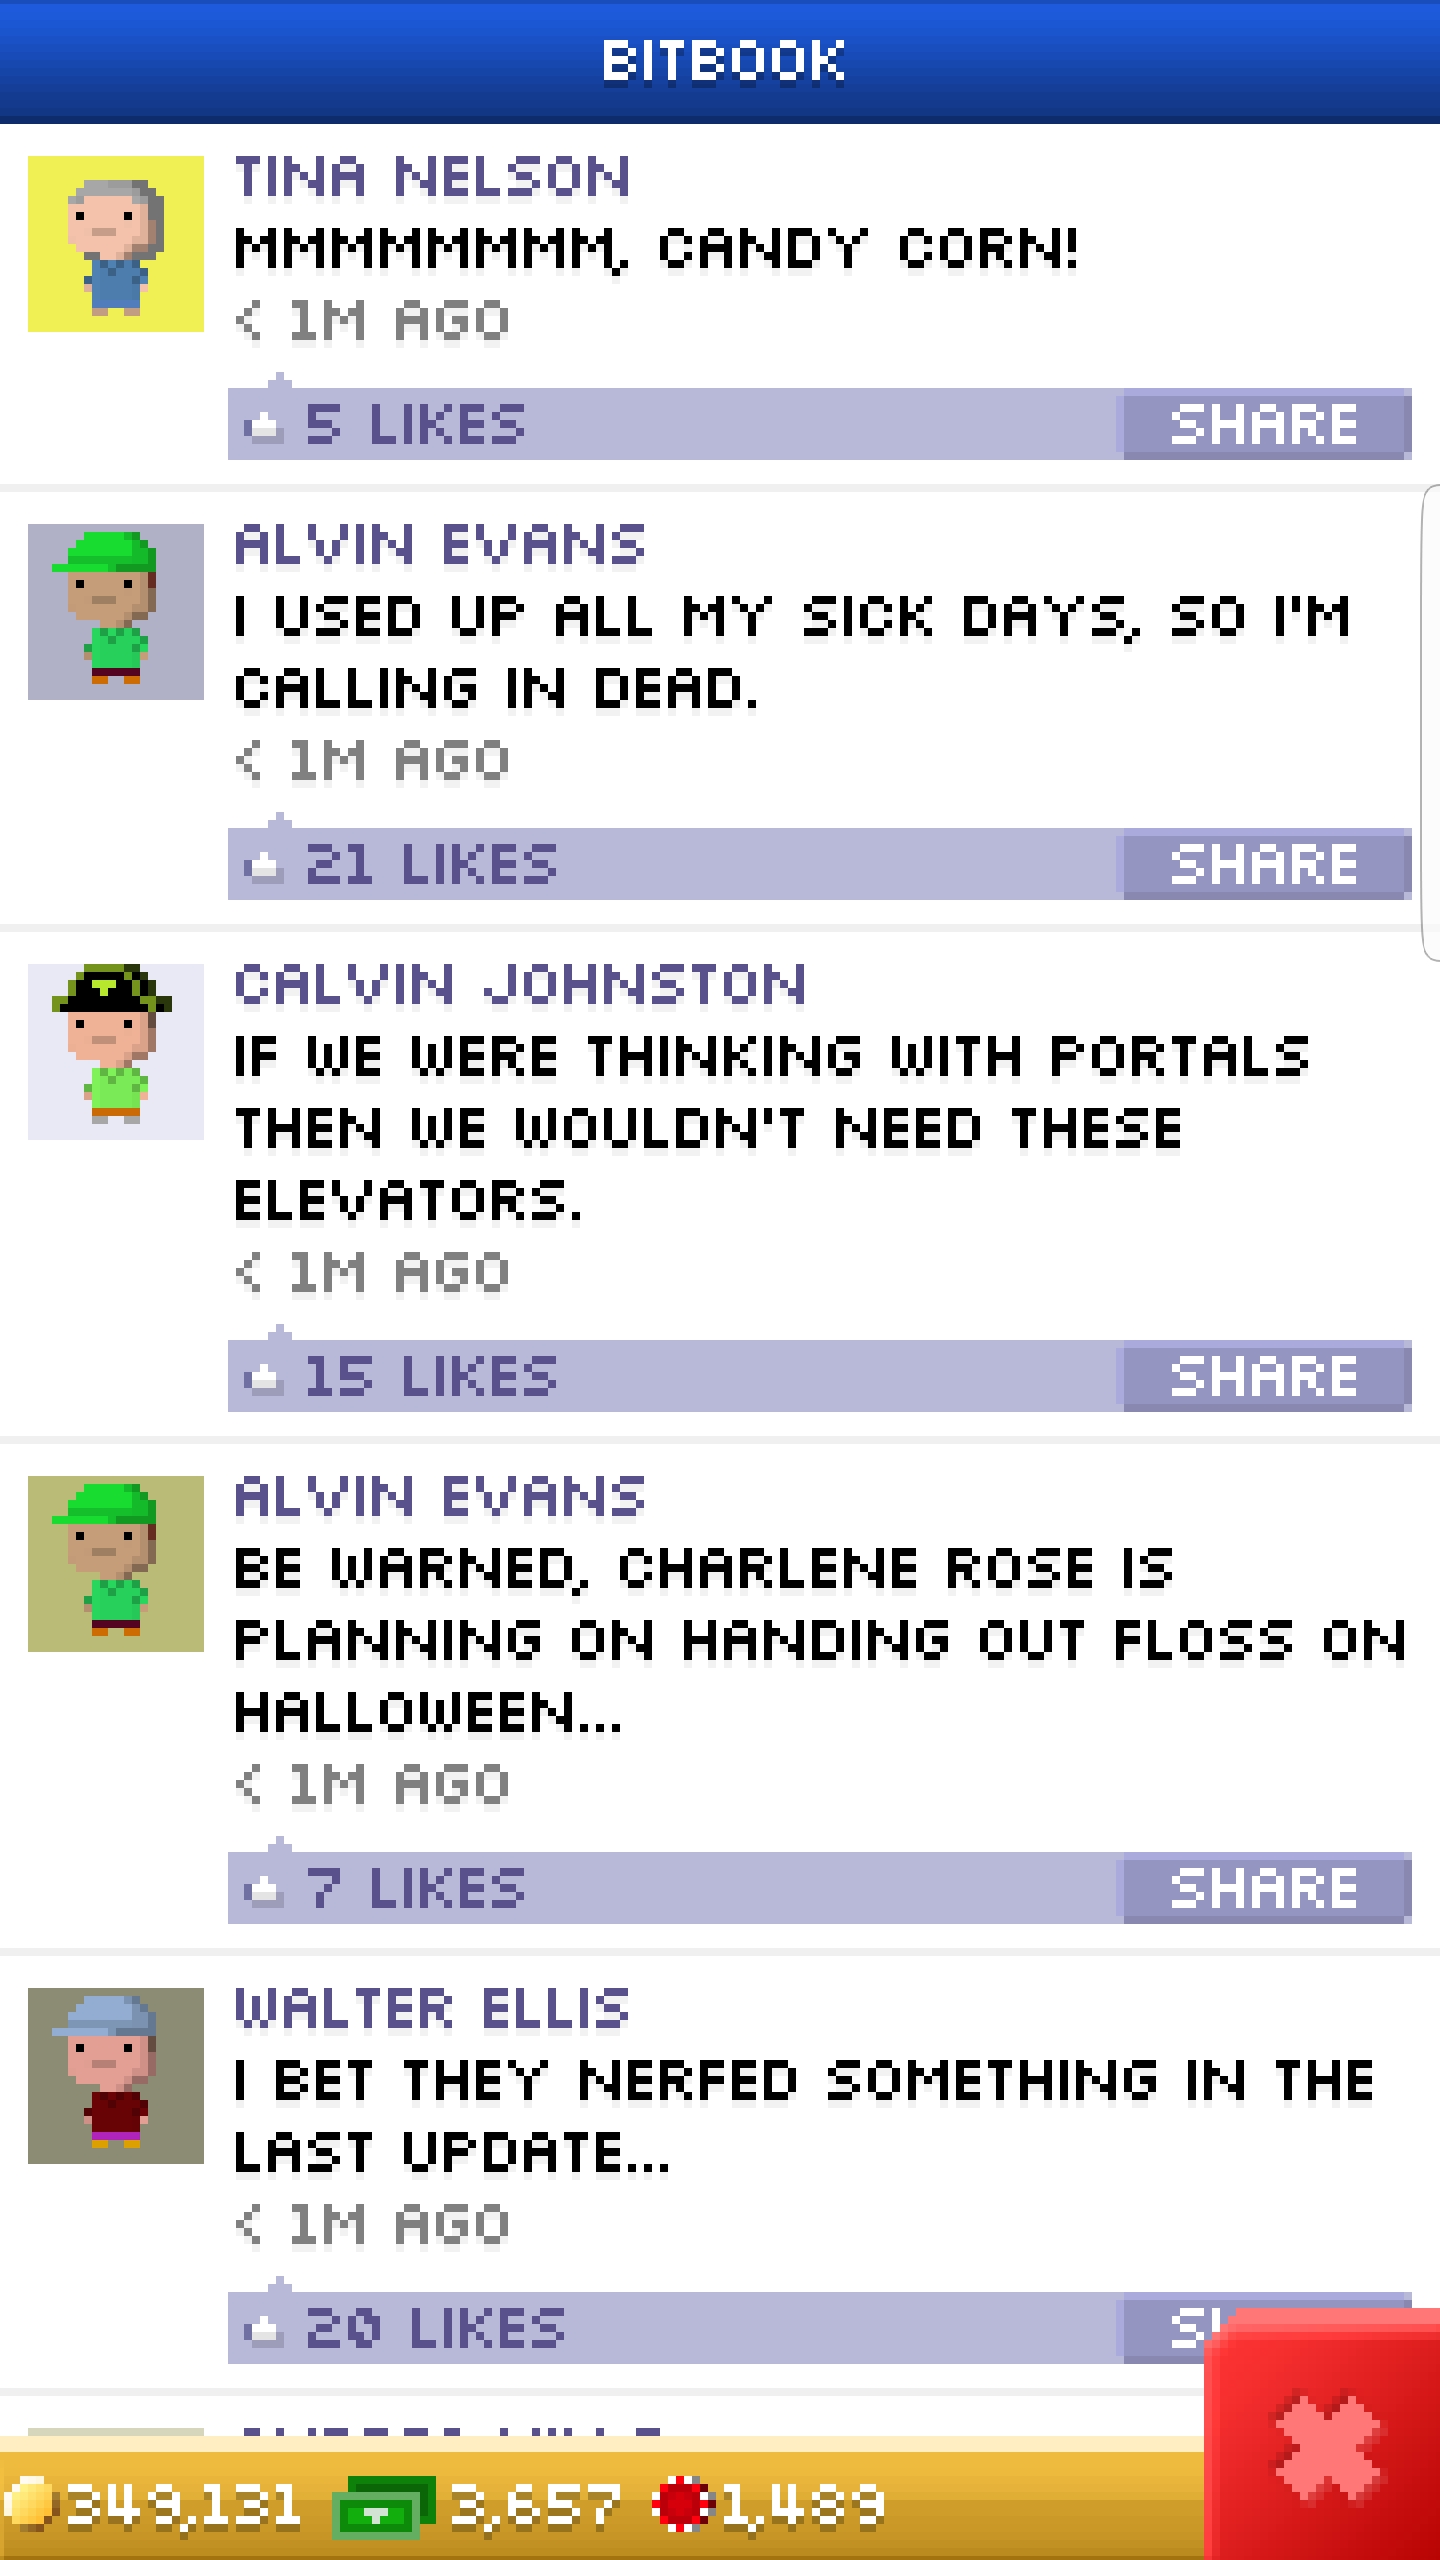 BITBOOK
TINA NELSON
MMMMMMMM, CANDY CORN!
< 1M AGO
5 LIKES SHARE
ALVIN EVANS
I USED UP ALL MY SICK DAYS, SO I'M
CALLING IN DEAD.
< 1M AGO
21 LIKES SHARE
CALVIN JOHNSTON
IF WE WERE THINKING WITH PORTALS
THEN WE WOULDN'T NEED THESE
ELEVATORS.
< 1M AGO
15 LIKES SHARE
ALVIN EVANS
BE WARNED, CHARLENE ROSE IS
PLANNING ON HANDING OUT FLOSS ON
HALLOWEEN...
< 1M AGO
7 LIKES SHARE
WALTER ELLIS
I BET THEY NERFED SOMETHING IN THE
LAST UPDATE...
< 1M AGO
20 LIKES
349,131 3,657 1,489